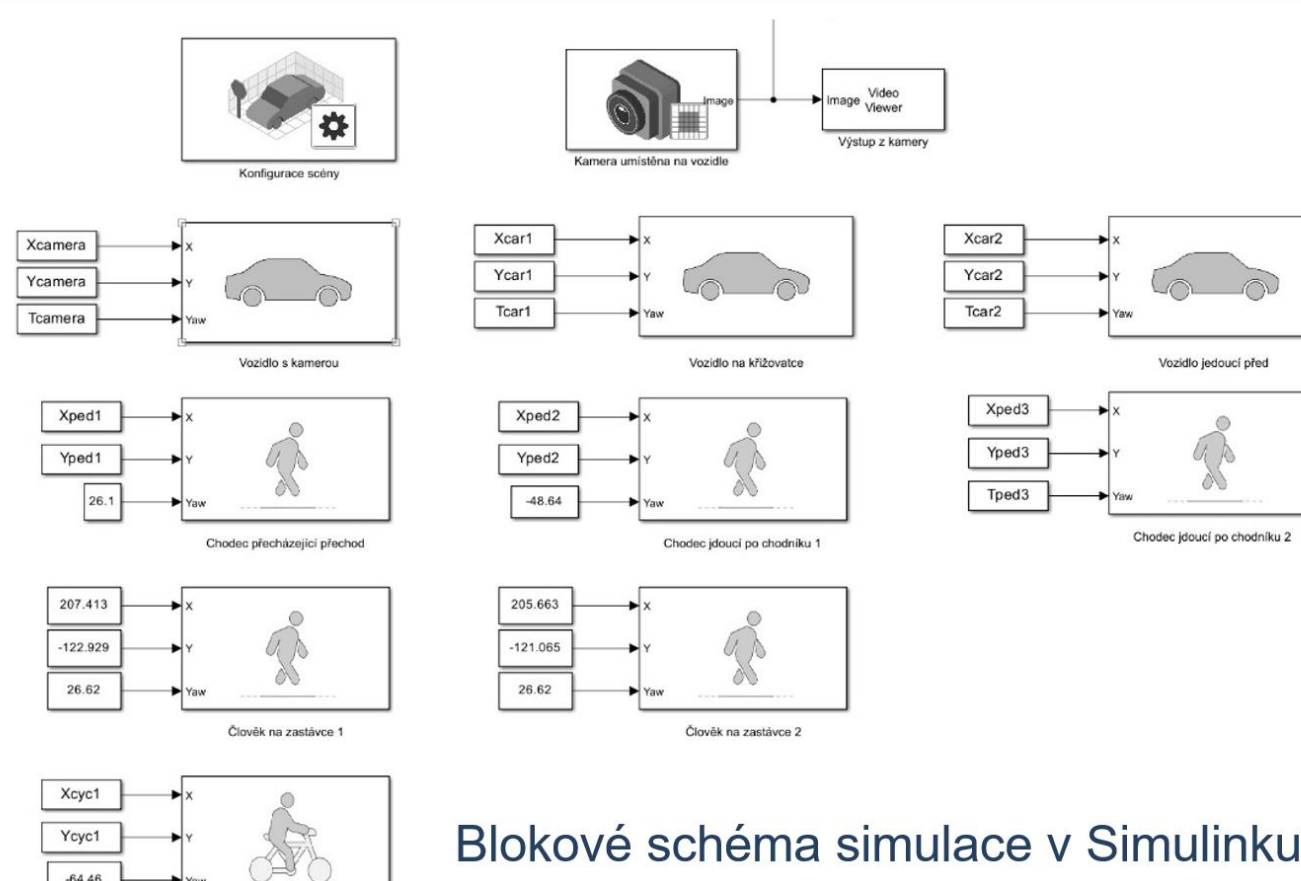 Konfigurace scény
Image
Kamera umístěna na vozidle
Image Video Viewer
Výstup z kamery
Xcamera
X
Ycamera
Y
Tcamera
Yaw
Vozidlo s kamerou
Xcar1
X
Ycar1
Y
Tcar1
Yaw
Vozidlo na křižovatce
Xcar2
X
Ycar2
Y
Tcar2
Yaw
Vozidlo jedoucí před
Xped1
X
Yped1
Y
26.1
Yaw
Chodec přecházející přechod
Xped2
X
Yped2
Y
-48.64
Yaw
Chodec jdoucí po chodníku 1
Xped3
X
Yped3
Y
Tped3
Yaw
Chodec jdoucí po chodníku 2
207.413
X
-122.929
Y
26.62
Yaw
Člověk na zastávce 1
205.663
X
-121.065
Y
26.62
Yaw
Člověk na zastávce 2
Xcyc1
X
Ycyc1
Y
-64.46
Yaw
Blokové schéma simulace v Simulinku